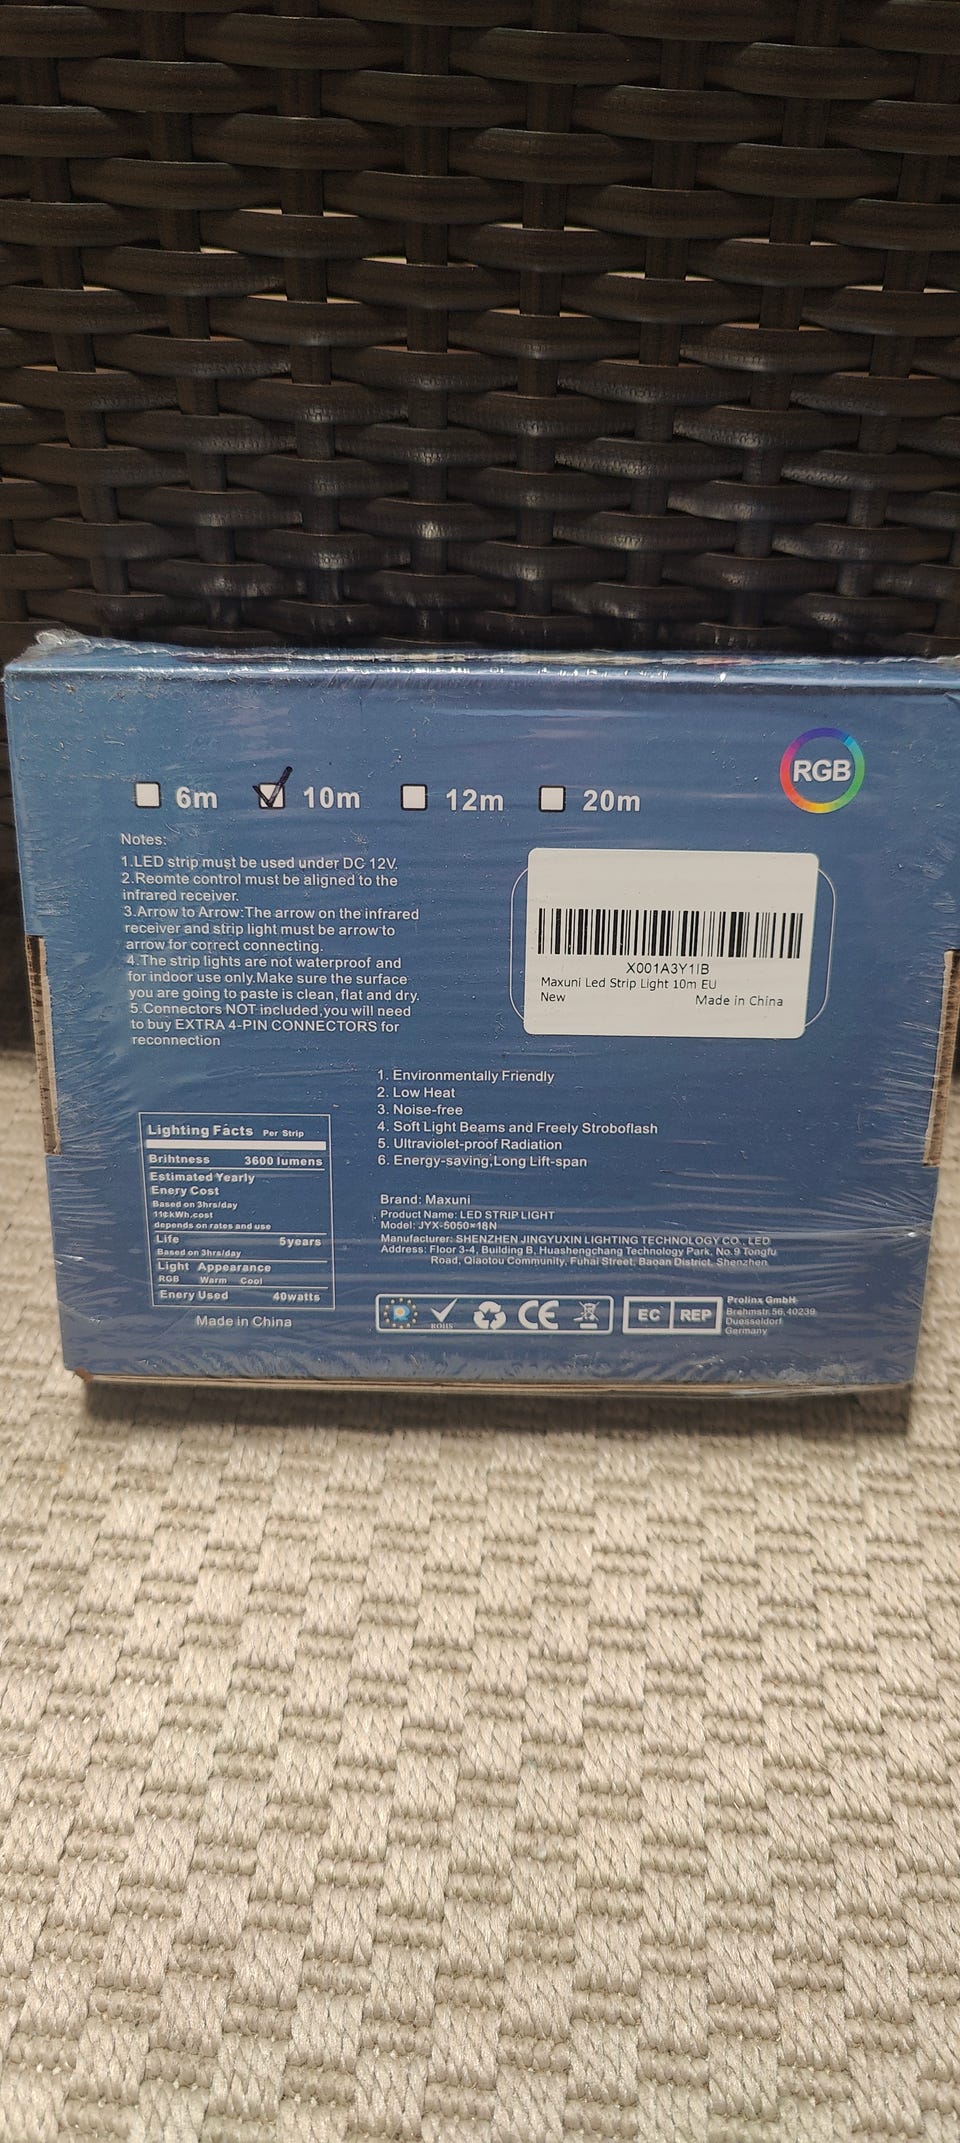 RGB
6m 10m 12m 20m
Notes:
1.LED strip must be used under DC 12V.
2.Reomte control must be aligned to the
infrared receiver.
3.Arrow to Arrow:The arrow on the infrared
receiver and strip light must be arrow to
arrow for correct connecting.
4.The strip lights are not waterproof and
for indoor use only.Make sure the surface
you are going to paste is clean, flat and dry.
5.Connectors NOT included,you will need
to buy EXTRA 4-PIN CONNECTORS for
reconnection
X001A3Y1IB
Maxuni Led Strip Light 10m EU
New Made in China
1. Environmentally Friendly
2. Low Heat
3. Noise-free
4. Soft Light Beams and Freely Stroboflash
5. Ultraviolet-proof Radiation
6. Energy-saving,Long Lift-span
Lighting Facts Per Strip
Brihtness 3600 lumens
Estimated Yearly
Enery Cost
Based on 3hrs/day
11¢kWh.cost
depends on rates and use
Life 5years
Based on 3hrs/day
Light Appearance
RGB Warm Cool
Enery Used 40watts
Made in China
Brand: Maxuni
Product Name: LED STRIP LIGHT
Model: JYX-5050×18N
Manufacturer: SHENZHEN JINGYUXIN LIGHTING TECHNOLOGY CO., LED
Address: Floor 3-4, Building B, Huashengchang Technology Park, No.9 Tongfu
Road, Qiaotou Community, Fuhai Street, Baoan District, Shenzhen
ROHS CE
EC REP
Prolinx GmbH
Brehmstr.56,40239
Duesseldorf
Germany